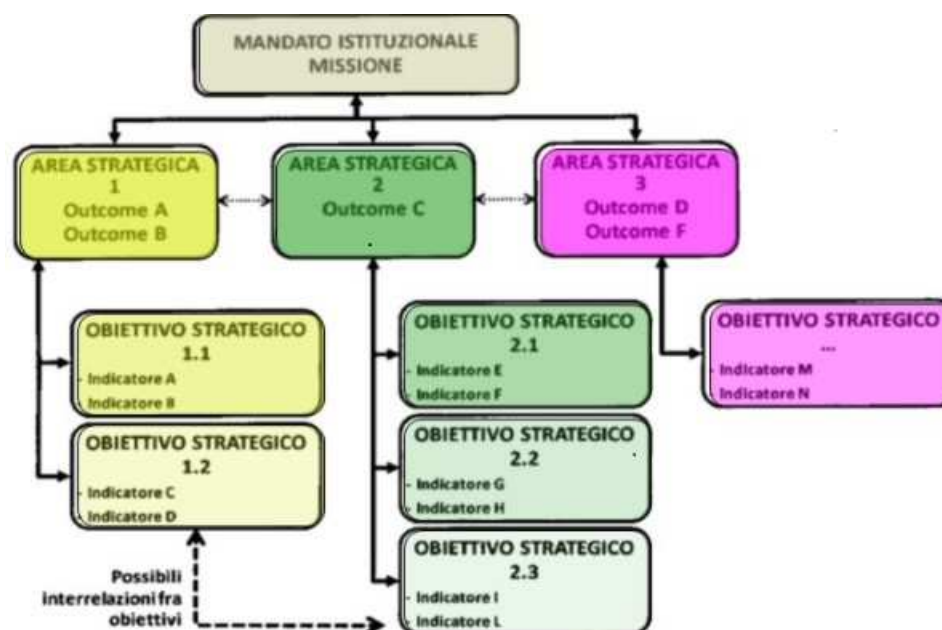 MANDATO ISTITUZIONALE
MISSIONE
AREA STRATEGICA
1
Outcome A
Outcome B
AREA STRATEGICA
2
Outcome C
AREA STRATEGICA
3
Outcome D
Outcome F
OBIETTIVO STRATEGICO
1.1
- Indicatore A
- Indicatore B
OBIETTIVO STRATEGICO
1.2
- Indicatore C
- Indicatore D
OBIETTIVO STRATEGICO
2.1
- Indicatore E
- Indicatore F
OBIETTIVO STRATEGICO
2.2
- Indicatore G
- Indicatore H
OBIETTIVO STRATEGICO
2.3
- Indicatore I
- Indicatore L
OBIETTIVO STRATEGICO
...
- Indicatore M
- Indicatore N
Possibili
interrelazioni fra
obiettivi